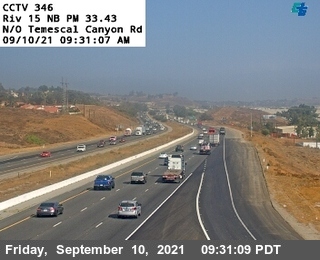 CCTV 346
Riv 15 NB PM 33.43
N/O Temescal Canyon Rd
09/10/21 09:31:07 AM
Friday, September 10, 2021 09:31:09 PDT